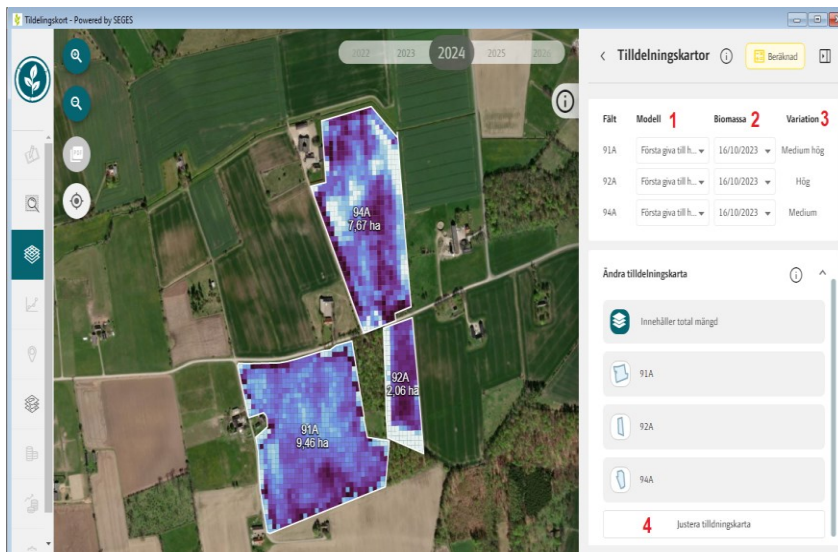 Tildelingskort - Powered by SEGES
2022 2023 2024 2025 2026
Tilldelningskartor
Beräknad
PDF
Fält Modell 1 Biomassa 2 Variation 3
91A Första giva till h... 16/10/2023 Medium hög
92A Första giva till h... 16/10/2023 Hög
94A Första giva till h... 16/10/2023 Medium
94A
7,67 ha
92A
2,06 ha
91A
9,46 ha
Ändra tilldelningskarta
Innehåller total mängd
91A
92A
94A
4 Justera tilldningskarta